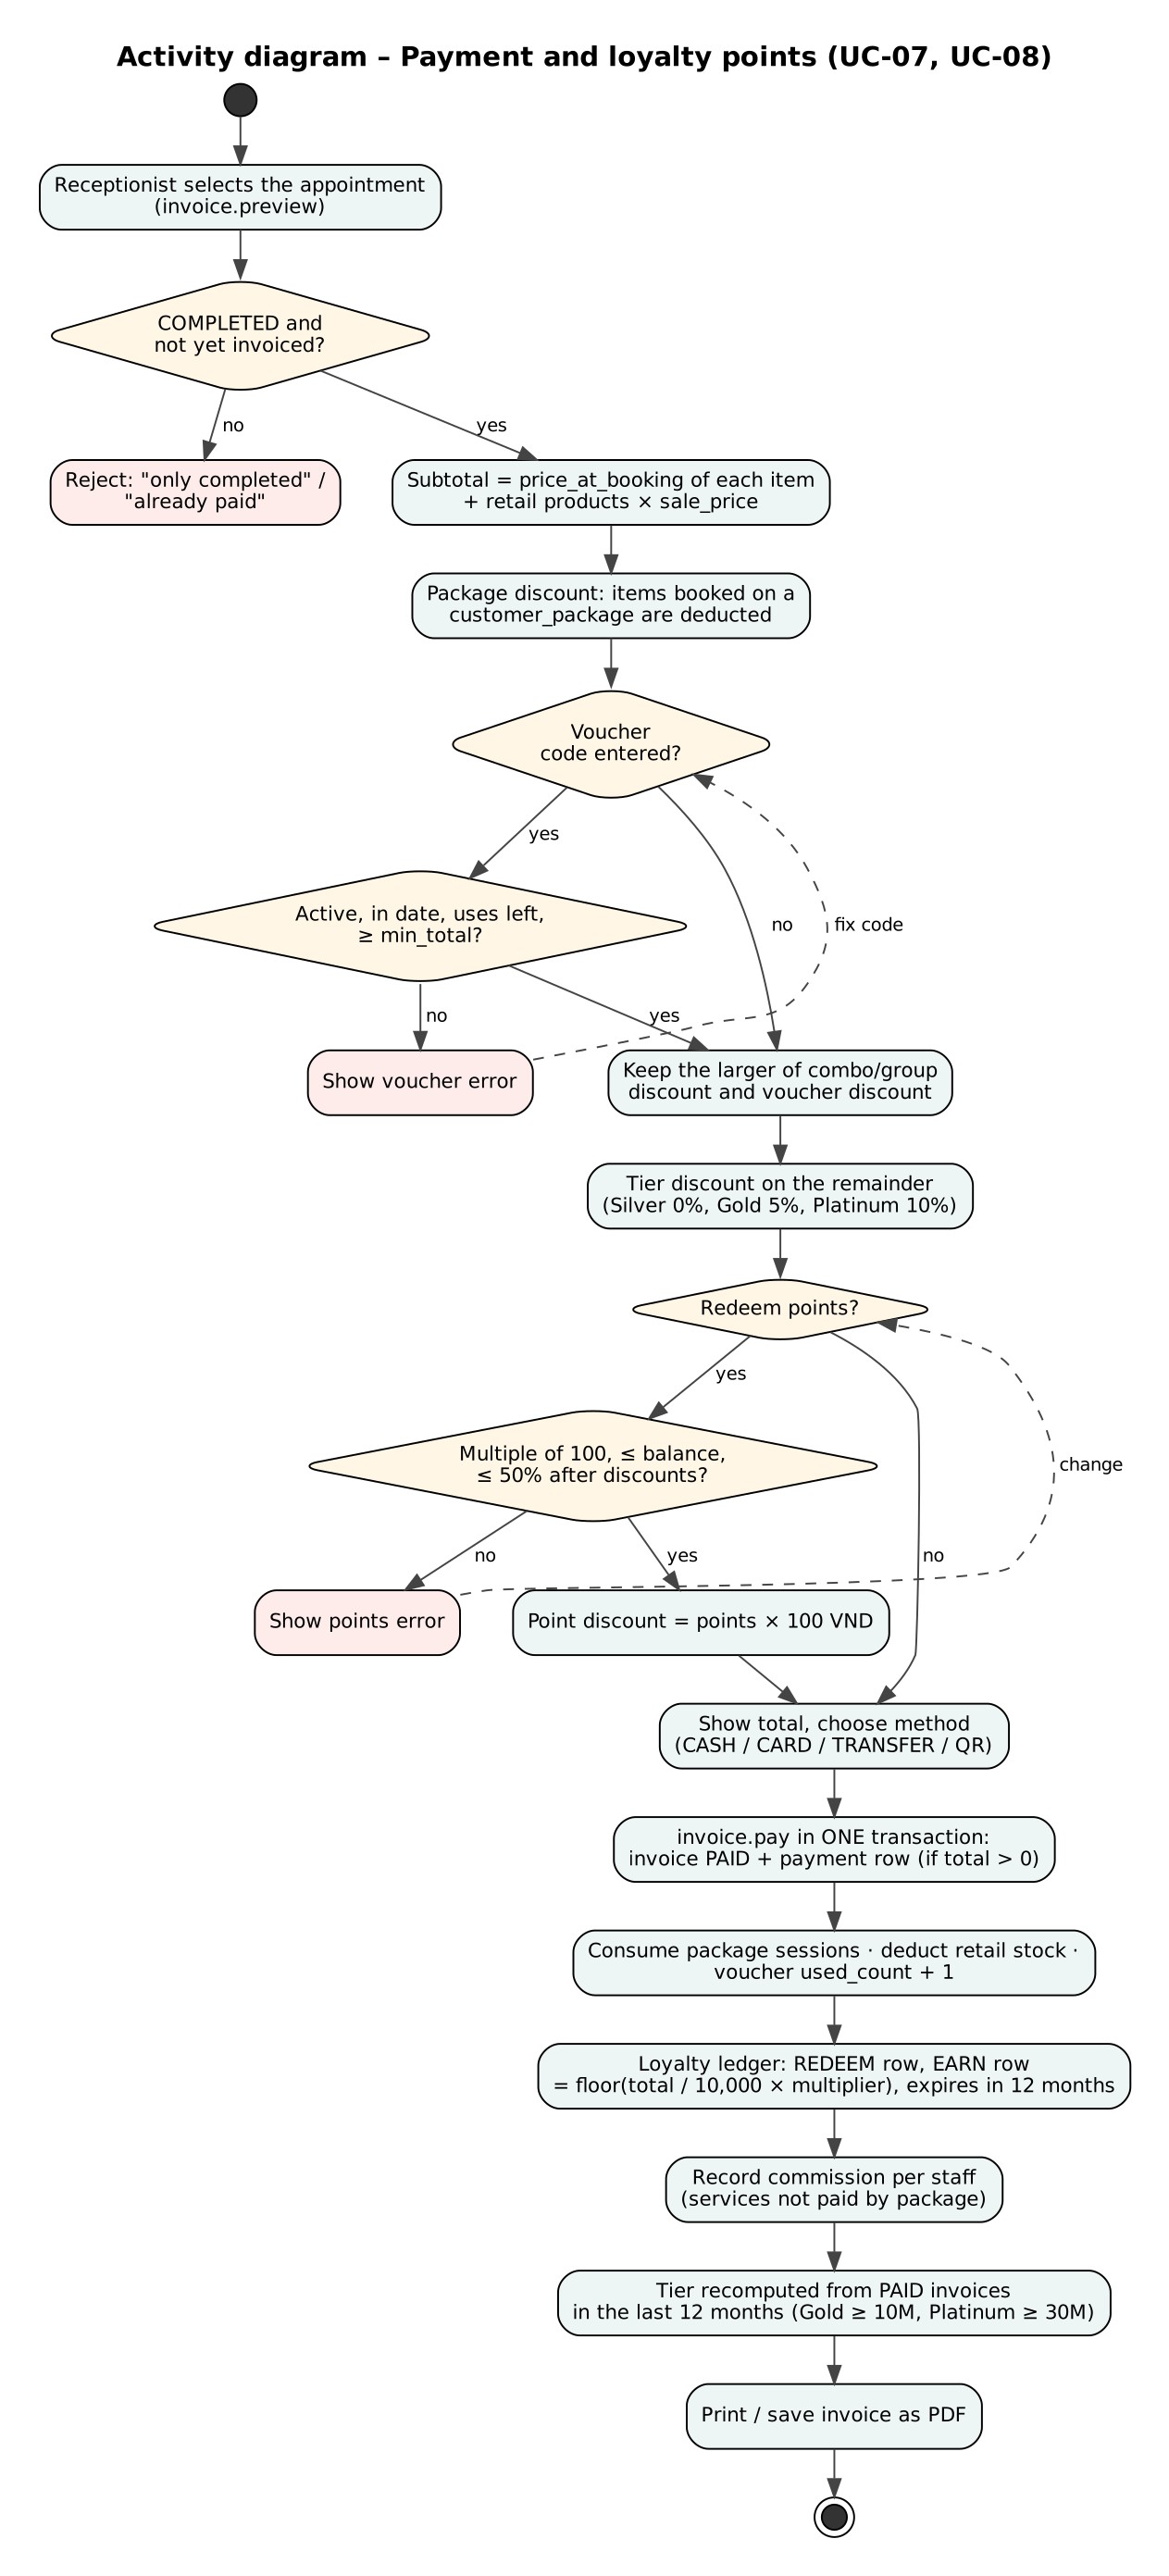 Activity diagram – Payment and loyalty points (UC-07, UC-08)
Receptionist selects the appointment
(invoice.preview)
COMPLETED and
not yet invoiced?
no
yes
Reject: "only completed" /
"already paid"
Subtotal = price_at_booking of each item
+ retail products × sale_price
Package discount: items booked on a
customer_package are deducted
Voucher
code entered?
yes
Active, in date, uses left,
≥ min_total?
no
fix code
no
yes
Show voucher error
Keep the larger of combo/group
discount and voucher discount
Tier discount on the remainder
(Silver 0%, Gold 5%, Platinum 10%)
Redeem points?
yes
Multiple of 100, ≤ balance,
≤ 50% after discounts?
change
no
yes
no
Show points error
Point discount = points × 100 VND
Show total, choose method
(CASH / CARD / TRANSFER / QR)
invoice.pay in ONE transaction:
invoice PAID + payment row (if total > 0)
Consume package sessions · deduct retail stock ·
voucher used_count + 1
Loyalty ledger: REDEEM row, EARN row
= floor(total / 10,000 × multiplier), expires in 12 months
Record commission per staff
(services not paid by package)
Tier recomputed from PAID invoices
in the last 12 months (Gold ≥ 10M, Platinum ≥ 30M)
Print / save invoice as PDF